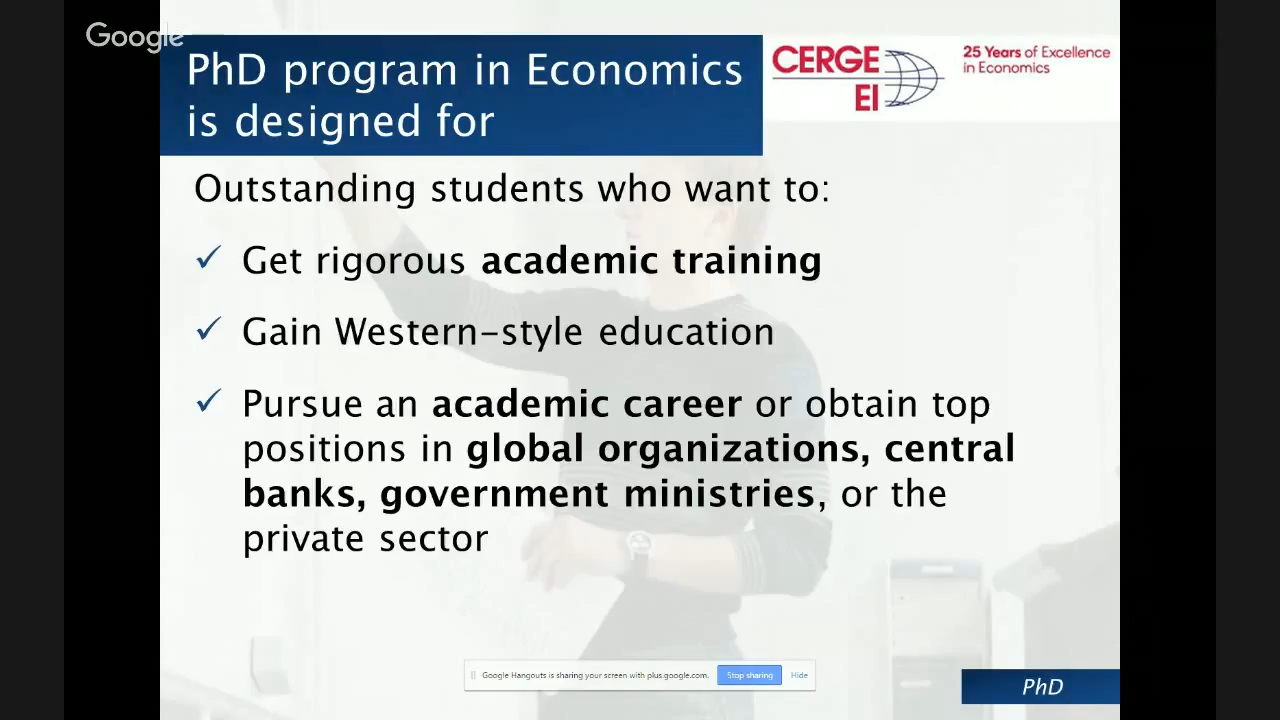 Google
PhD program in Economics
is designed for
CERGE
EI
25 Years of Excellence
in Economics
Outstanding students who want to:
✓ Get rigorous academic training
✓ Gain Western-style education
✓ Pursue an academic career or obtain top
positions in global organizations, central
banks, government ministries, or the
private sector
Google Hangouts is sharing your screen with plus.google.com.
Stop sharing
Hide
PhD